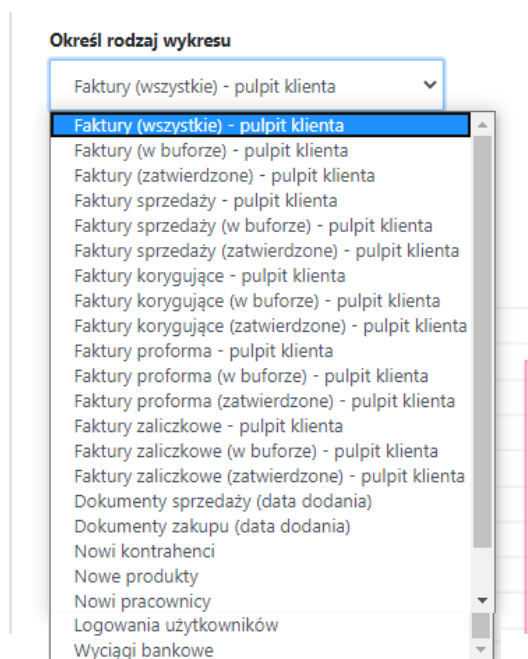 Określ rodzaj wykresu
Faktury (wszystkie) - pulpit klienta
Faktury (wszystkie) - pulpit klienta
Faktury (w buforze) - pulpit klienta
Faktury (zatwierdzone) - pulpit klienta
Faktury sprzedaży - pulpit klienta
Faktury sprzedaży (w buforze) - pulpit klienta
Faktury sprzedaży (zatwierdzone) - pulpit klienta
Faktury korygujące - pulpit klienta
Faktury korygujące (w buforze) - pulpit klienta
Faktury korygujące (zatwierdzone) - pulpit klienta
Faktury proforma - pulpit klienta
Faktury proforma (w buforze) - pulpit klienta
Faktury proforma (zatwierdzone) - pulpit klienta
Faktury zaliczkowe - pulpit klienta
Faktury zaliczkowe (w buforze) - pulpit klienta
Faktury zaliczkowe (zatwierdzone) - pulpit klienta
Dokumenty sprzedaży (data dodania)
Dokumenty zakupu (data dodania)
Nowi kontrahenci
Nowe produkty
Nowi pracownicy
Logowania użytkowników
Wyciągi bankowe